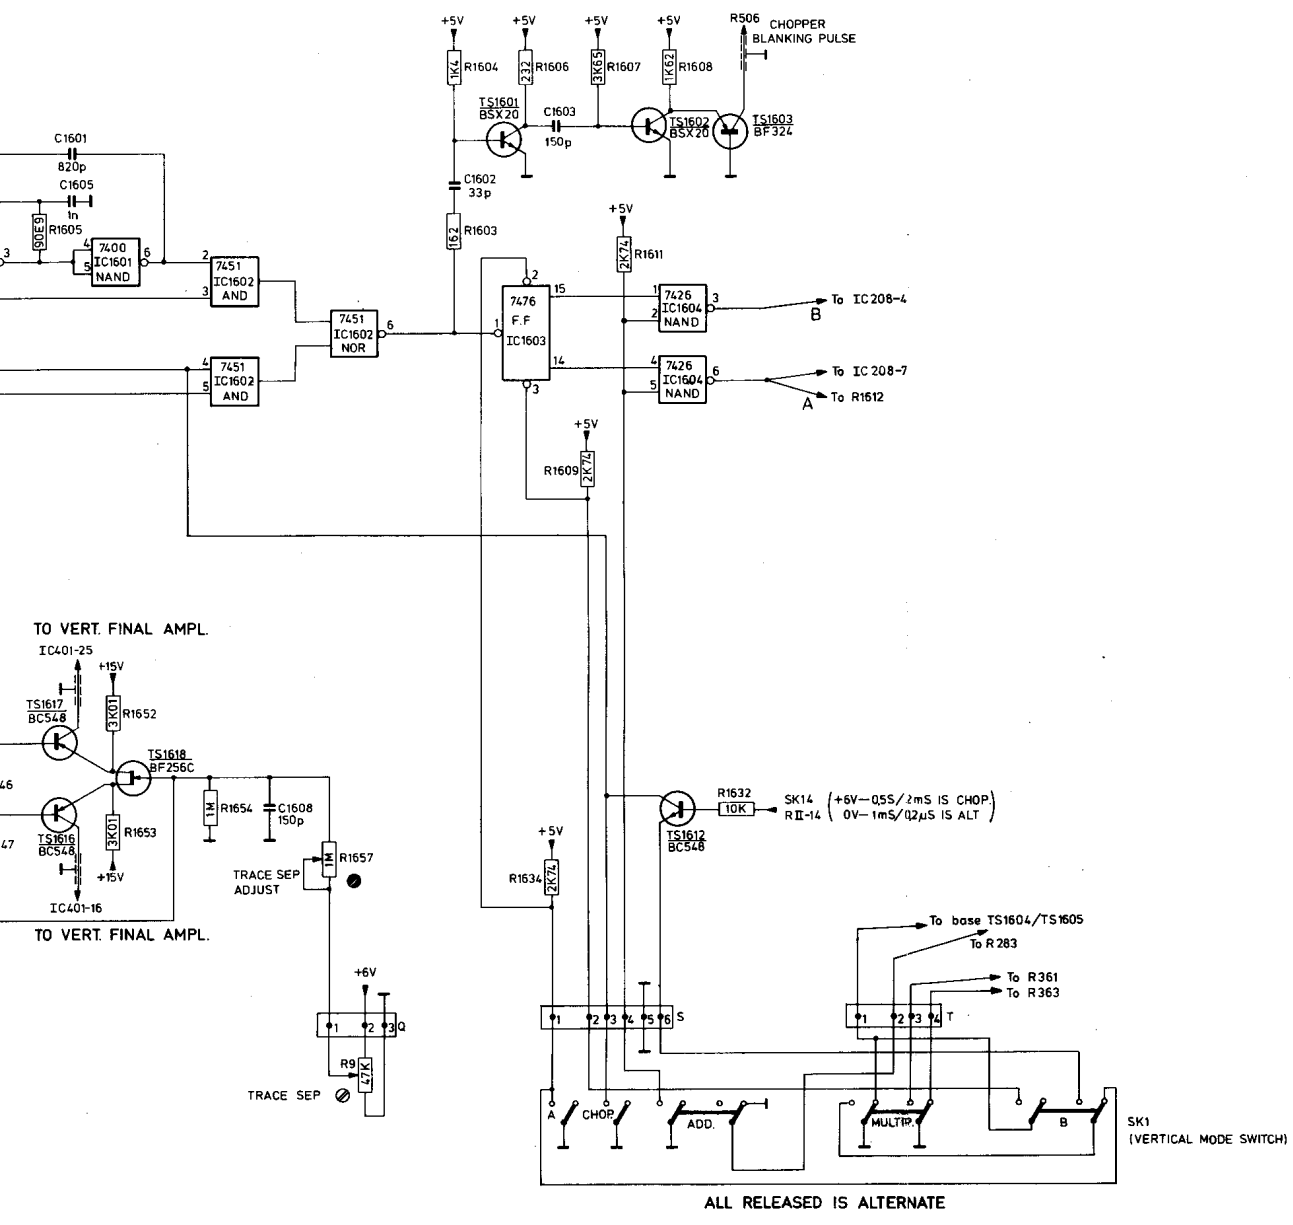 +5V
+5V
+5V
+5V
R506
CHOPPER
BLANKING PULSE
1K4
R1604
232
R1606
3K65
R1607
1K62
R1608
TS1601
BSX20
C1603
150p
TS1602
BSX20
TS1603
BF324
C1601
820p
C1605
1n
90E9
R1605
C1602
33p
162
R1603
3
4
5
7400
IC1601
NAND
6
2
3
7451
IC1602
AND
7451
IC1602
NOR
6
4
5
7451
IC1602
AND
+5V
2K74
R1611
2
1
7476
F.F
IC1603
15
14
3
1
2
7426
IC1604
NAND
3
B
To IC208-4
4
5
7426
IC1604
NAND
6
To IC208-7
A
To R1612
+5V
R1609
2K74
TO VERT. FINAL AMPL.
IC401-25
+15V
3K01
R1652
TS1617
BC548
TS1618
BF256C
46
47
TS1616
BC548
3K01
R1653
+15V
IC401-16
TO VERT. FINAL AMPL.
1M
R1654
C1608
150p
1M
R1657
TRACE SEP
ADJUST
+6V
1
2
3
Q
R9
47K
TRACE SEP
R1632
10K
TS1612
BC548
SK14
RII-14
(+6V—0,5S/.2mS IS CHOP.)
(0V—1mS/0,2µS IS ALT)
+5V
R1634
2K74
To base TS1604/TS1605
To R283
To R361
To R363
1
2
3
4
5
6
S
1
2
3
4
T
A
CHOP.
ADD.
MULTIP.
B
SK1
(VERTICAL MODE SWITCH)
ALL RELEASED IS ALTERNATE